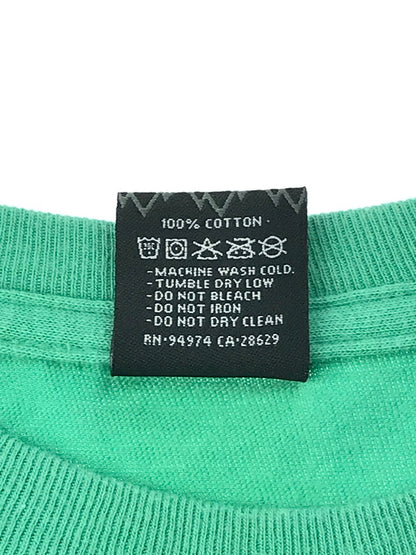 100% COTTON.
-MACHINE WASH COLD.
-TUMBLE DRY LOW
-DO NOT BLEACH
-DO NOT IRON
-DO NOT DRY CLEAN
RN•94974 CA•28629